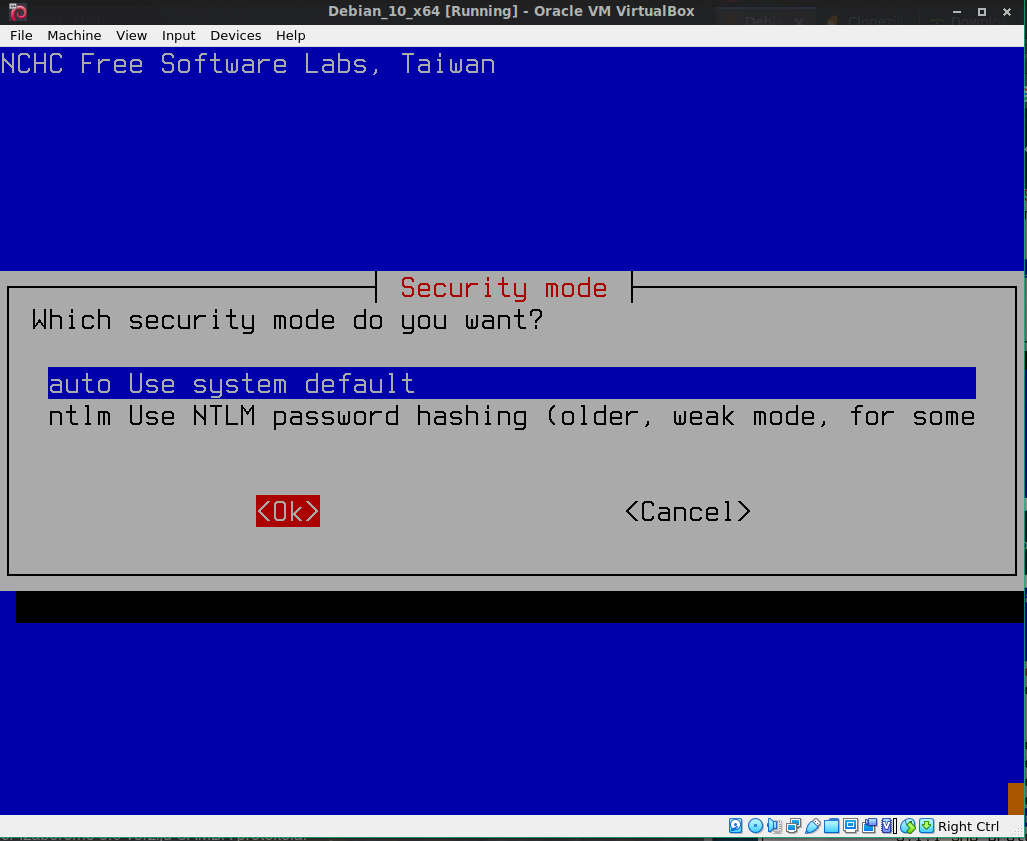 Debian_10_x64 [Running] - Oracle VM VirtualBox
File Machine View Input Devices Help
NCHC Free Software Labs, Taiwan
Security mode
Which security mode do you want?
auto Use system default
ntlm Use NTLM password hashing (older, weak mode, for some
<Ok> <Cancel>
Right Ctrl